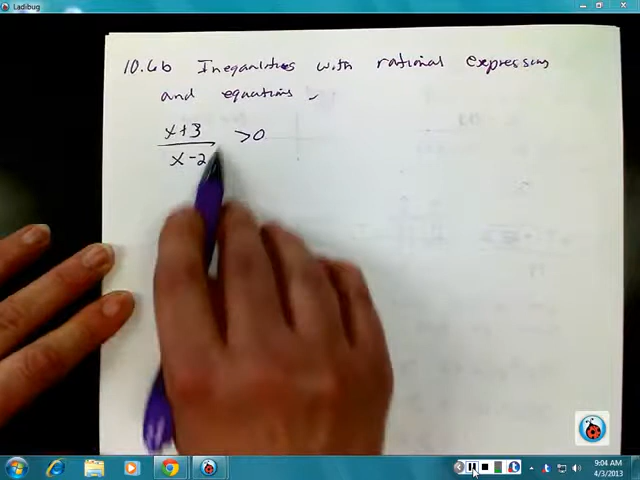 Ladibug
10.6b Inequalities with rational expressions
and equations
x+3
x-2
>0
9:04 AM
4/3/2013